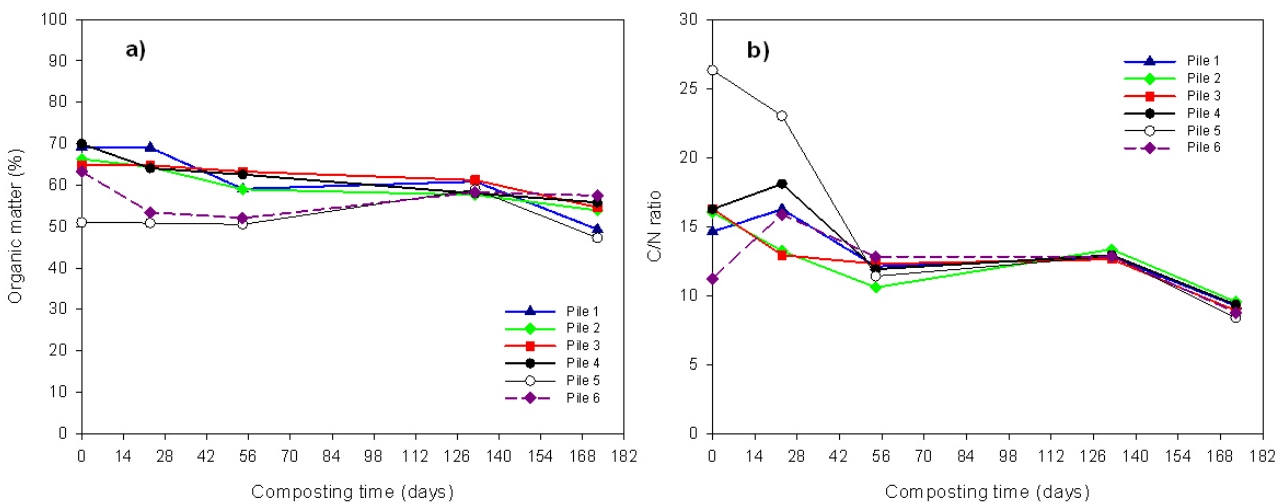 a)
Organic matter (%)
100
90
80
70
60
50
40
30
20
10
0
Pile 1
Pile 2
Pile 3
Pile 4
Pile 5
Pile 6
0 14 28 42 56 70 84 98 112 126 140 154 168 182
Composting time (days)
b)
C/N ratio
30
25
20
15
10
5
0
Pile 1
Pile 2
Pile 3
Pile 4
Pile 5
Pile 6
0 14 28 42 56 70 84 98 112 126 140 154 168 182
Composting time (days)